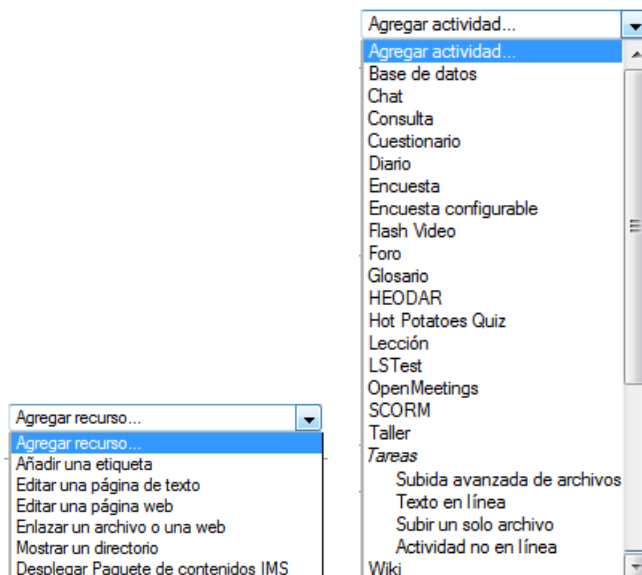 Agregar actividad...
Agregar actividad...
Base de datos
Chat
Consulta
Cuestionario
Diario
Encuesta
Encuesta configurable
Flash Video
Foro
Glosario
HEODAR
Hot Potatoes Quiz
Lección
LSTest
OpenMeetings
SCORM
Taller
Tareas
Subida avanzada de archivos
Texto en línea
Subir un solo archivo
Actividad no en línea
Wiki
Agregar recurso...
Agregar recurso...
Añadir una etiqueta
Editar una página de texto
Editar una página web
Enlazar un archivo o una web
Mostrar un directorio
Desplegar Paquete de contenidos IMS